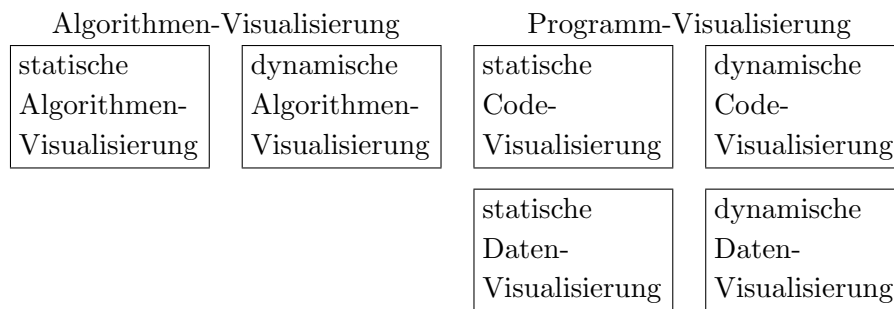 Algorithmen-Visualisierung
Programm-Visualisierung
statische
Algorithmen-
Visualisierung
dynamische
Algorithmen-
Visualisierung
statische
Code-
Visualisierung
dynamische
Code-
Visualisierung
statische
Daten-
Visualisierung
dynamische
Daten-
Visualisierung